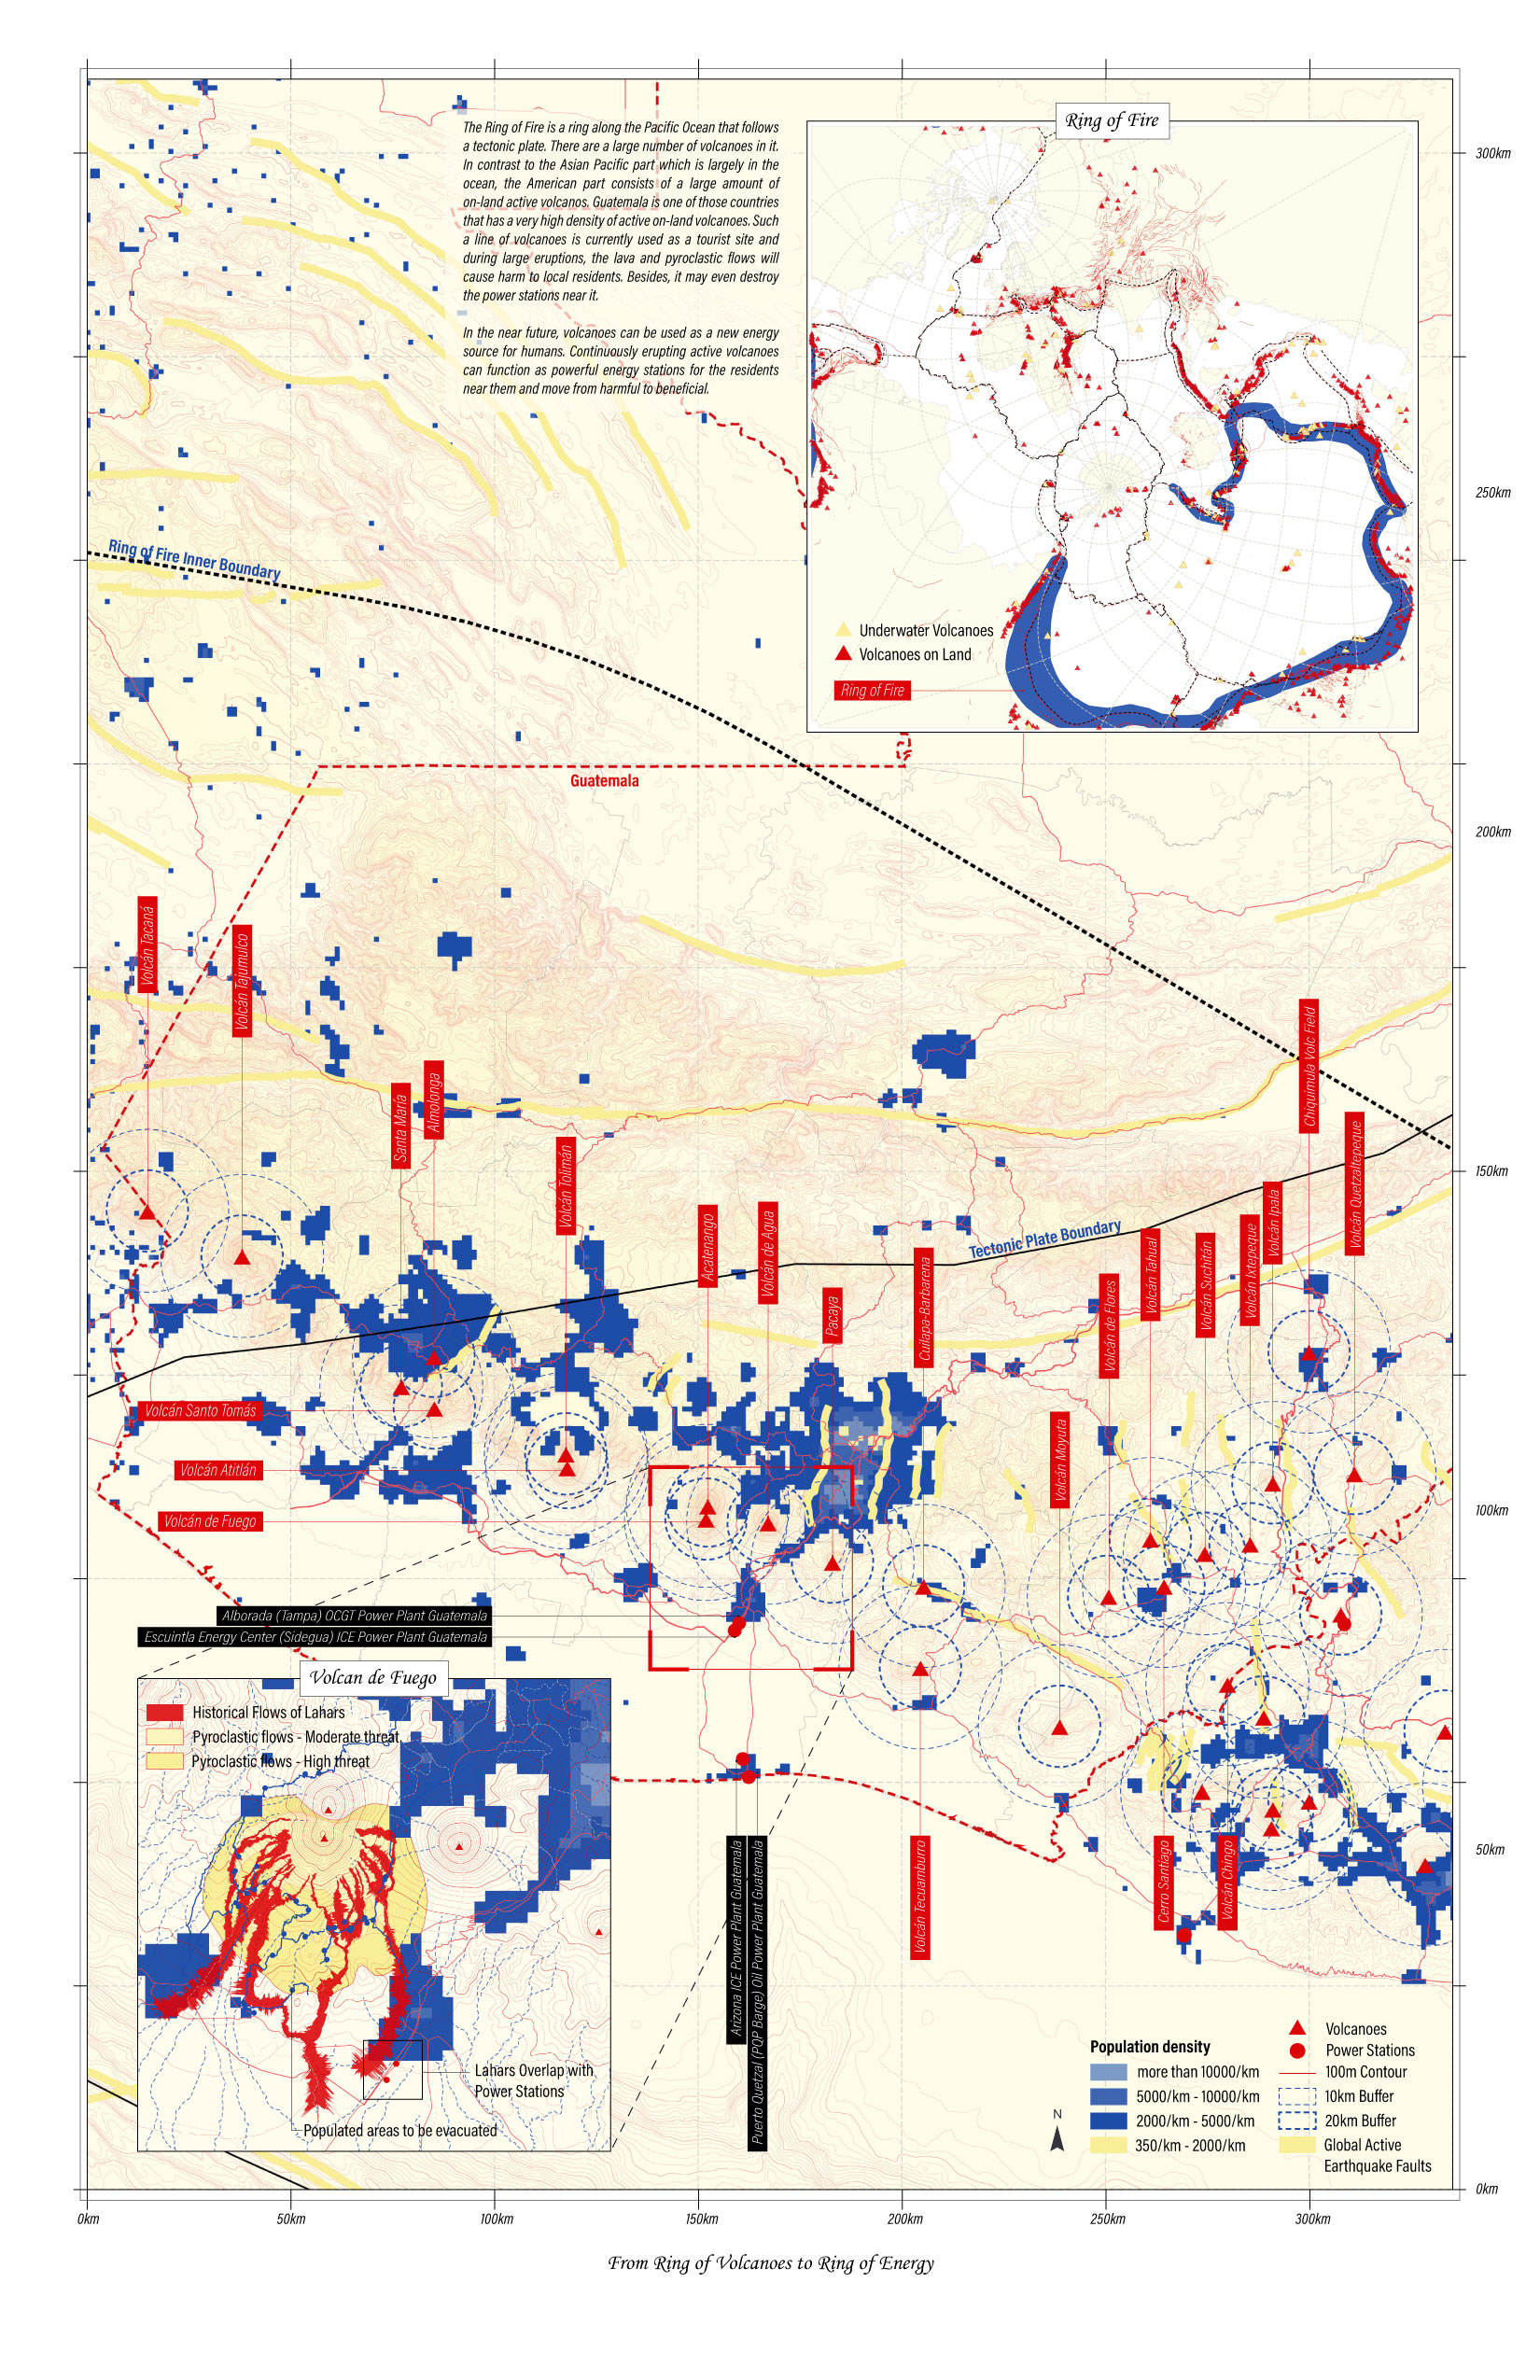 The Ring of Fire is a ring along the Pacific Ocean that follows
a tectonic plate. There are a large number of volcanoes in it.
In contrast to the Asian Pacific part which is largely in the
ocean, the American part consists of a large amount of
on-land active volcanos. Guatemala is one of those countries
that has a very high density of active on-land volcanoes. Such
a line of volcanoes is currently used as a tourist site and
during large eruptions, the lava and pyroclastic flows will
cause harm to local residents. Besides, it may even destroy
the power stations near it.
In the near future, volcanoes can be used as a new energy
source for humans. Continuously erupting active volcanoes
can function as powerful energy stations for the residents
near them and move from harmful to beneficial.
Ring of Fire
Underwater Volcanoes
Volcanoes on Land
Ring of Fire
300km
250km
200km
150km
100km
50km
0km
Ring of Fire Inner Boundary
Guatemala
Volcán Tacaná
Volcán Tajumulco
Santa María
Almolonga
Volcán Tolimán
Acatenango
Volcán de Agua
Pacaya
Cuilapa-Barbarena
Tectonic Plate Boundary
Volcán de Flores
Volcán Tahual
Volcán Suchitán
Volcán Ixtepeque
Volcán Ipala
Chiquimula Volc Field
Volcán Quetzaltepeque
Volcán Moyuta
Volcán Santo Tomás
Volcán Atitlán
Volcán de Fuego
Alborada (Tampa) OCGT Power Plant Guatemala
Escuintla Energy Center (Sidegua) ICE Power Plant Guatemala
Volcan de Fuego
Historical Flows of Lahars
Pyroclastic flows - Moderate threat
Pyroclastic flows - High threat
Lahars Overlap with
Power Stations
Populated areas to be evacuated
Arizona ICE Power Plant Guatemala
Puerto Quetzal (PQP Barge) Oil Power Plant Guatemala
Volcán Tecuamburro
Cerro Santiago
Volcán Chingo
Population density
more than 10000/km
5000/km - 10000/km
2000/km - 5000/km
350/km - 2000/km
Volcanoes
Power Stations
100m Contour
10km Buffer
20km Buffer
Global Active
Earthquake Faults
N
0km
50km
100km
150km
200km
250km
300km
From Ring of Volcanoes to Ring of Energy